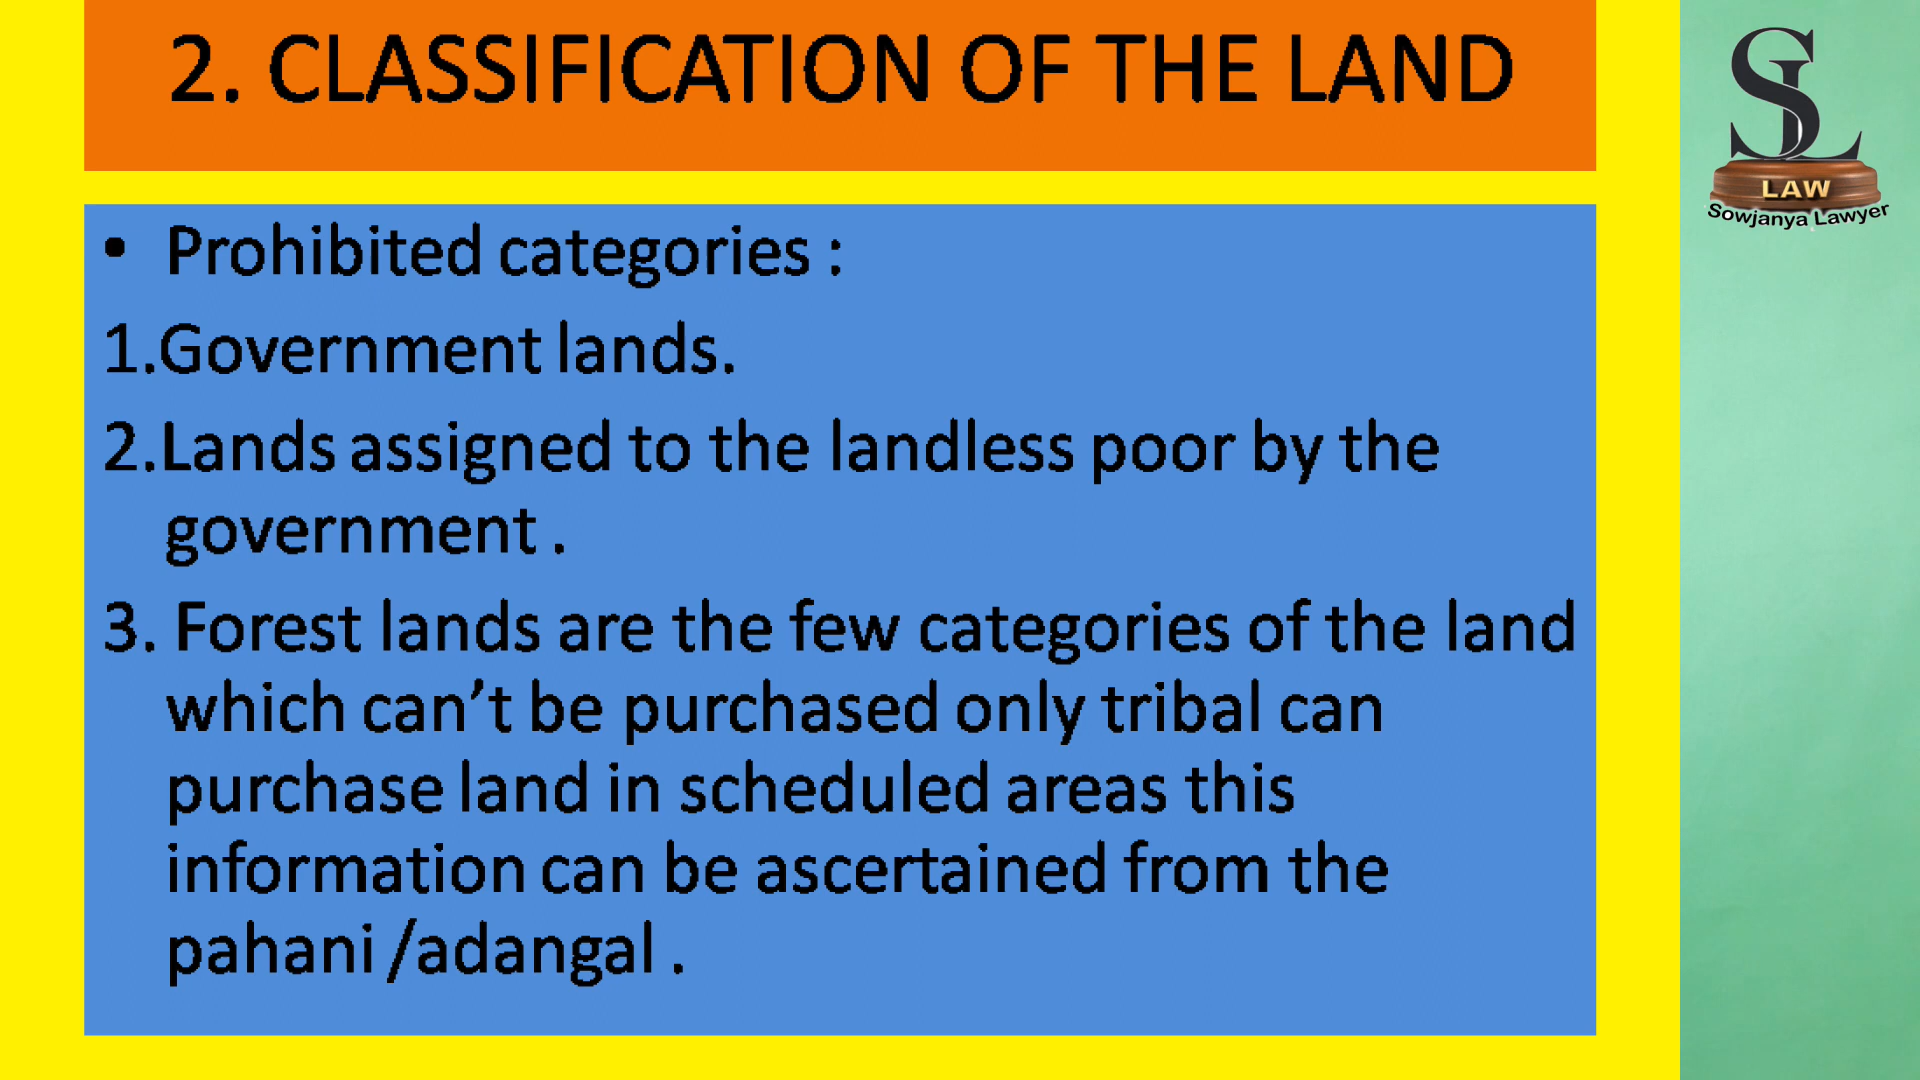 2. CLASSIFICATION OF THE LAND
• Prohibited categories :
1.Government lands.
2.Lands assigned to the landless poor by the
government .
3. Forest lands are the few categories of the land
which can’t be purchased only tribal can
purchase land in scheduled areas this
information can be ascertained from the
pahani /adangal .
SL
LAW
Sowjanya Lawyer